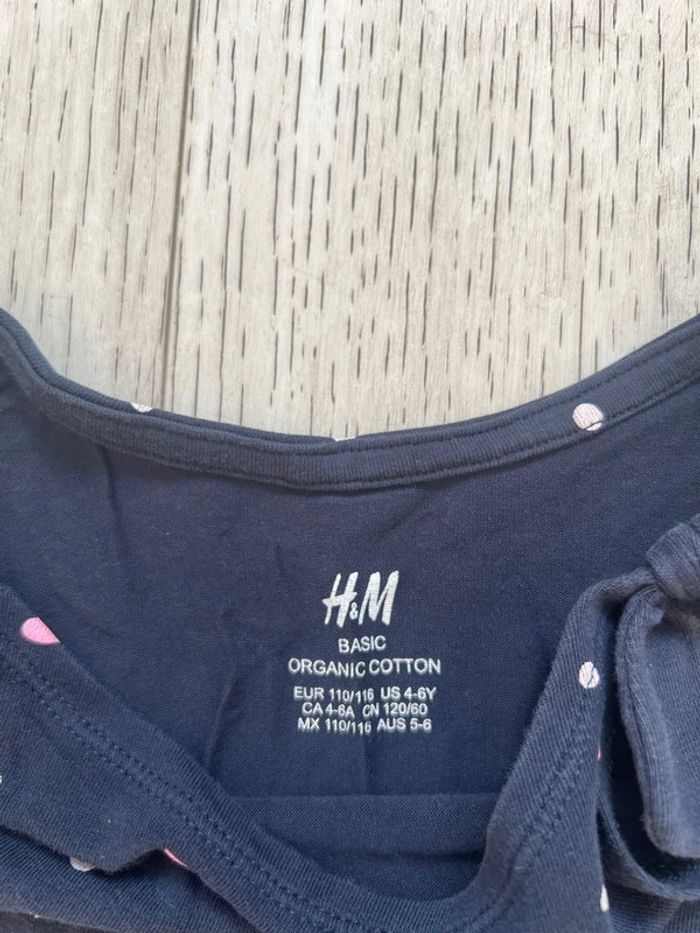 H&M
BASIC
ORGANIC COTTON
EUR 110/116 US 4-6Y
CA 4-6A CN 120/60
MX 110/116 AUS 5-6